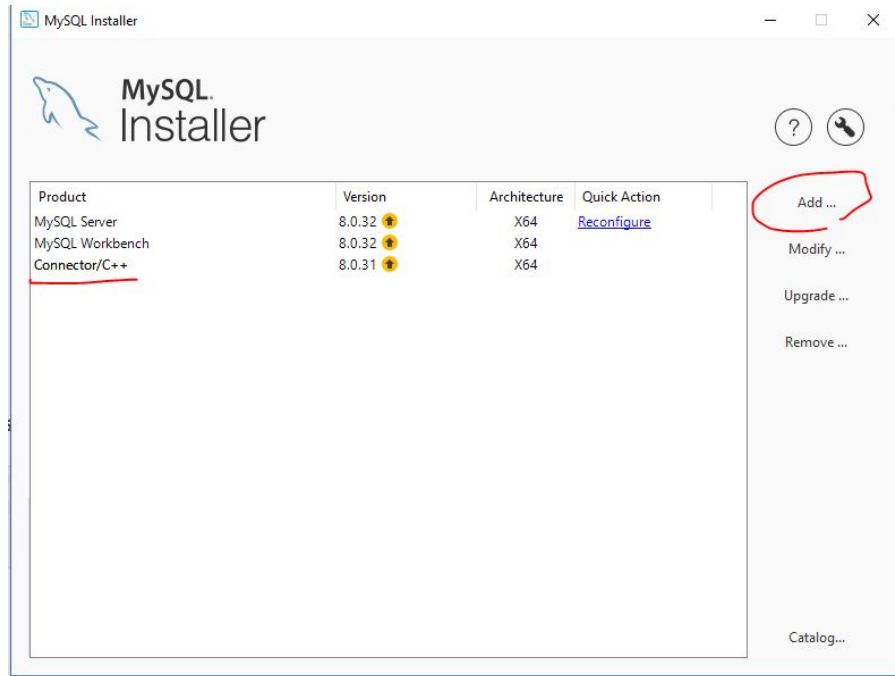 MySQL Installer
MySQL.
Installer
?
Product Version Architecture Quick Action
MySQL Server 8.0.32 X64 Reconfigure
MySQL Workbench 8.0.32 X64
Connector/C++ 8.0.31 X64
Add ...
Modify ...
Upgrade ...
Remove ...
Catalog...